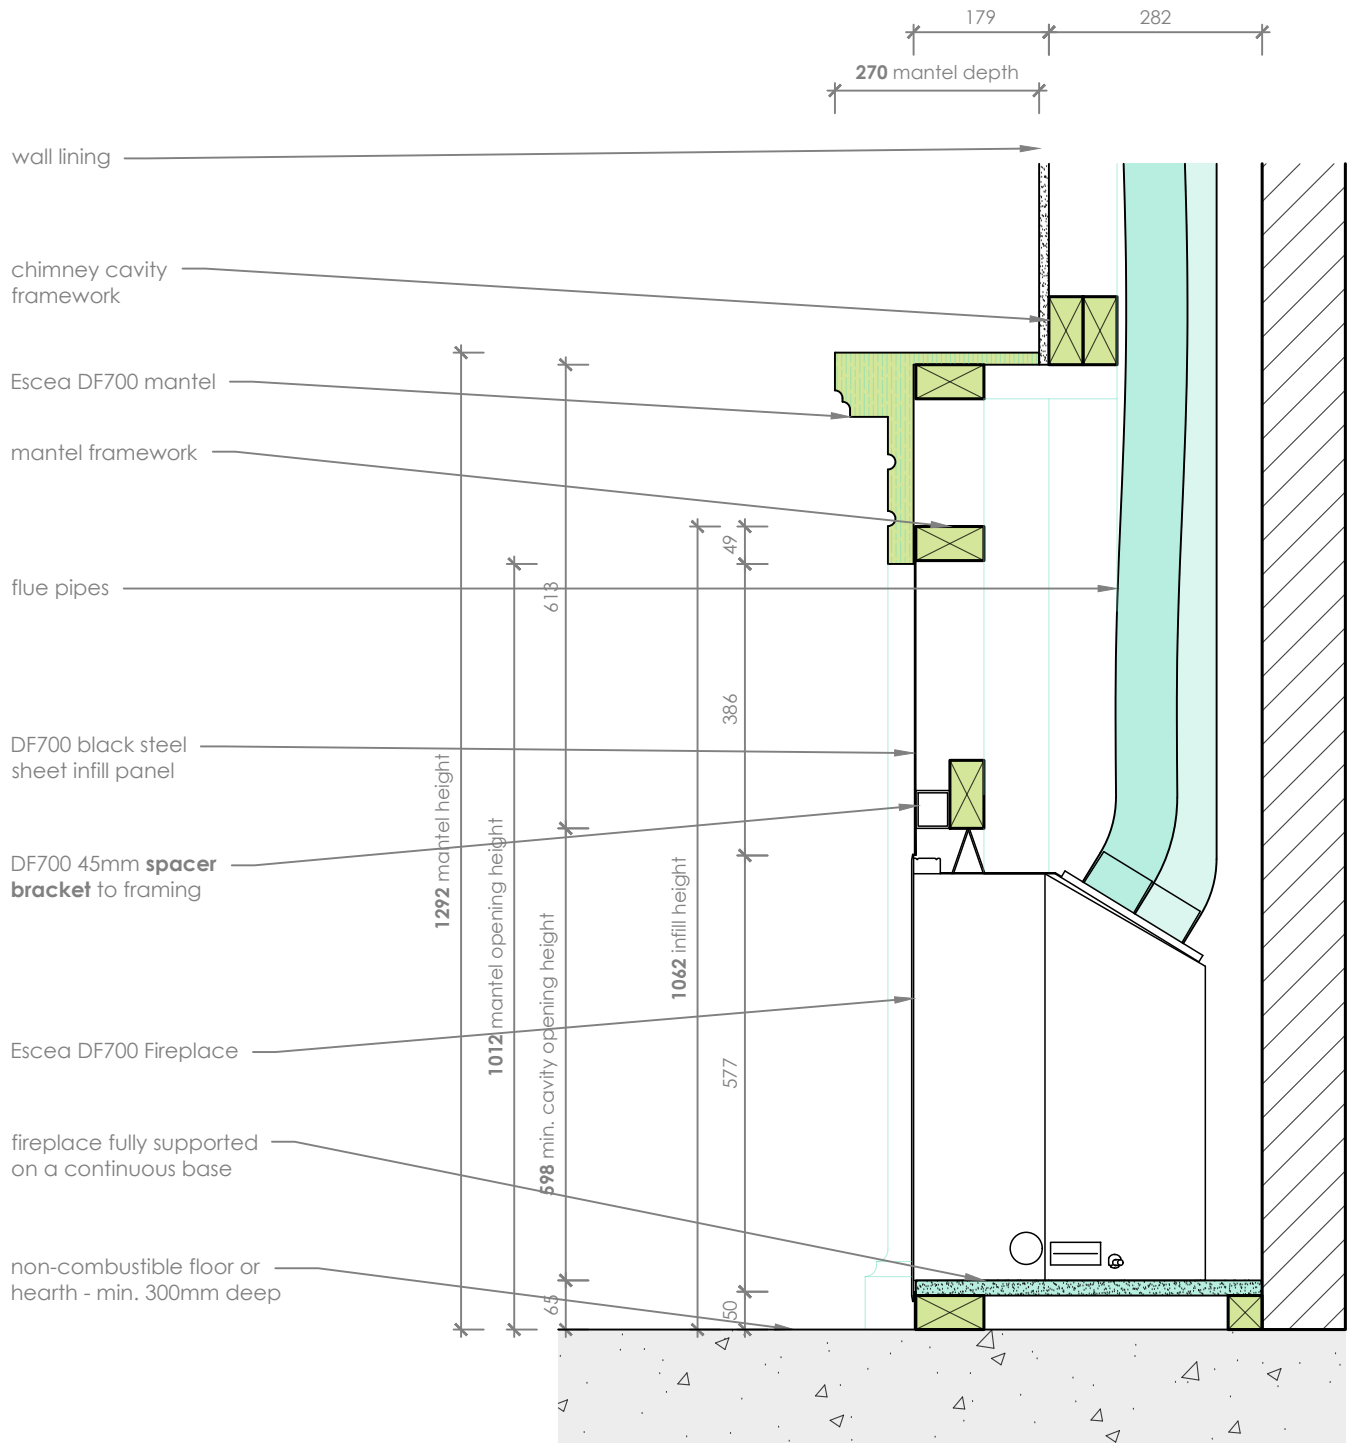 179
282
270 mantel depth
wall lining
chimney cavity
framework
Escea DF700 mantel
mantel framework
flue pipes
DF700 black steel
sheet infill panel
DF700 45mm spacer
bracket to framing
Escea DF700 Fireplace
fireplace fully supported
on a continuous base
non-combustible floor or
hearth - min. 300mm deep
1292 mantel height
1012 mantel opening height
613
598 min. cavity opening height
65
1062 infill height
49
386
577
50